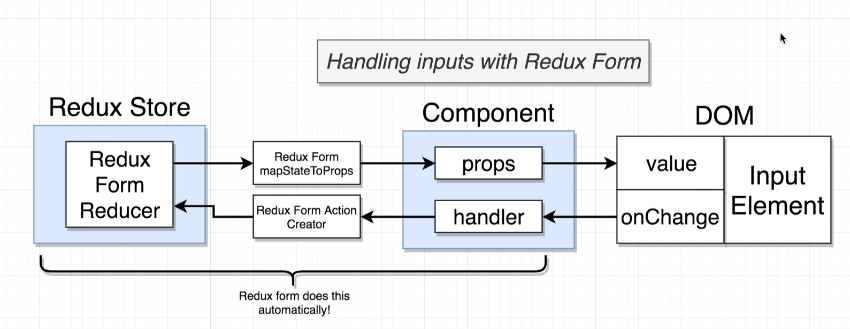 Handling inputs with Redux Form
Redux Store
Component
DOM
Redux
Form
Reducer
Redux Form
mapStateToProps
props
value
Input
Element
Redux Form Action
Creator
handler
onChange
Redux form does this
automatically!